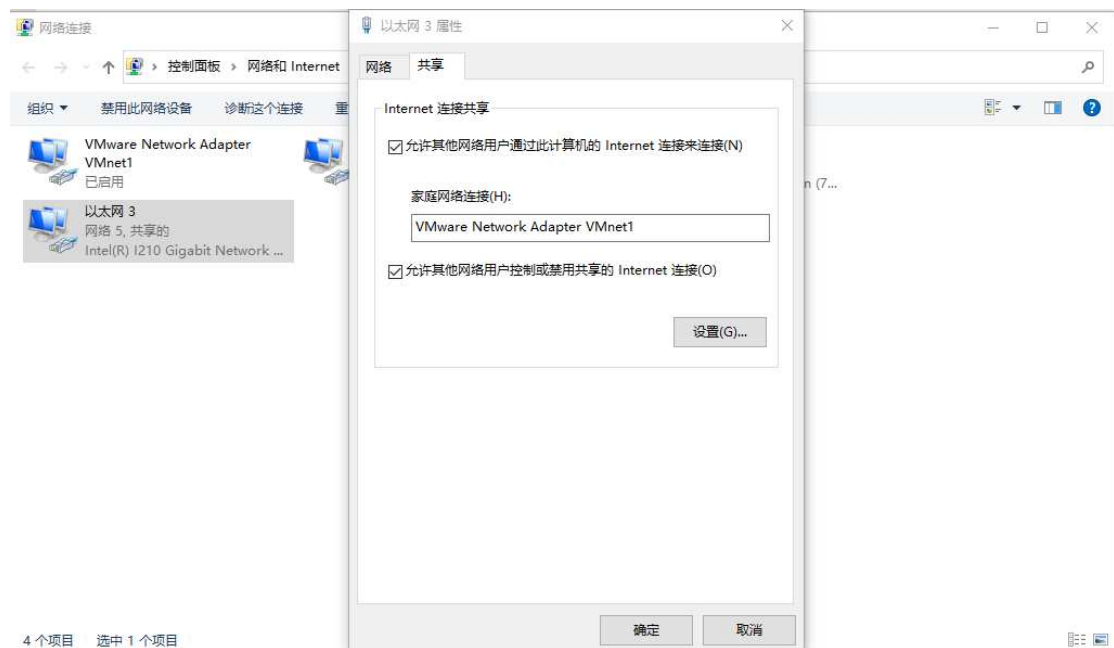 网络连接
控制面板 › 网络和 Internet
组织 禁用此网络设备 诊断这个连接 重
VMware Network Adapter
VMnet1
已启用
以太网 3
网络 5, 共享的
Intel(R) I210 Gigabit Network ...
n (7...
以太网 3 属性
网络 共享
Internet 连接共享
允许其他网络用户通过此计算机的 Internet 连接来连接(N)
家庭网络连接(H):
VMware Network Adapter VMnet1
允许其他网络用户控制或禁用共享的 Internet 连接(O)
设置(G)...
确定 取消
4 个项目 选中 1 个项目